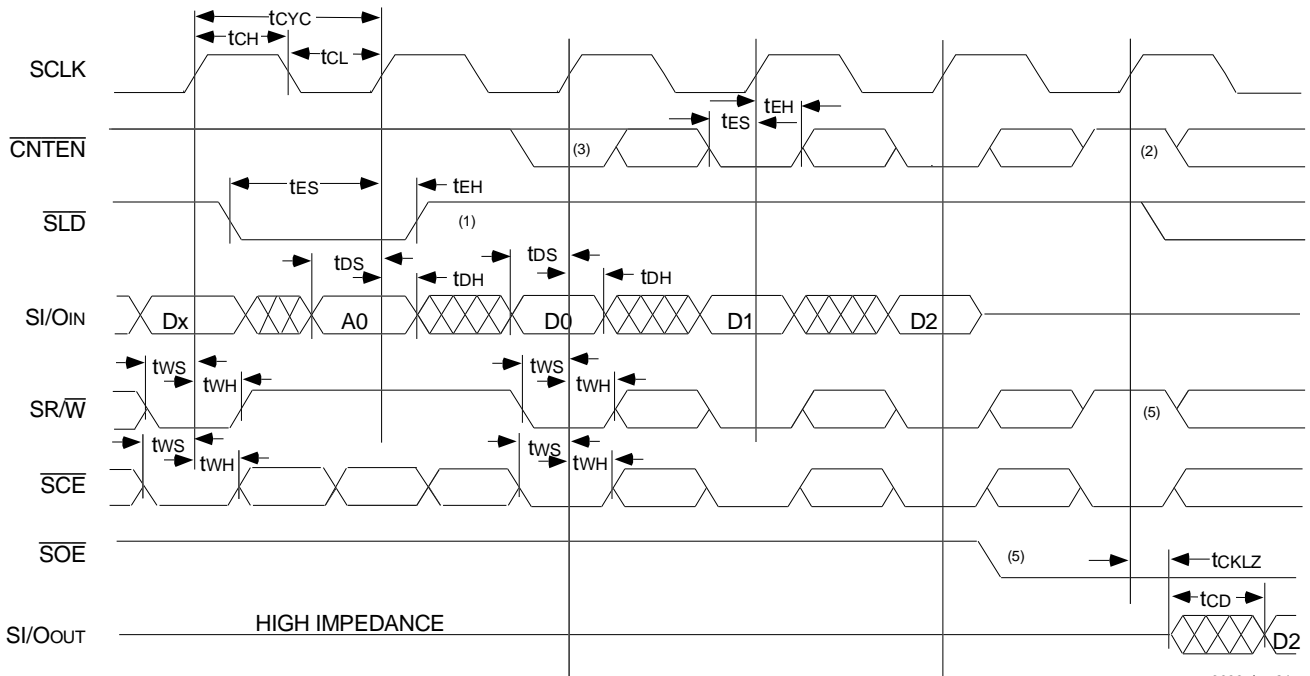 tCYC
tCH
tCL
SCLK
tES
tEH
CNTEN
(3)
(2)
tES
tEH
SLD
(1)
tDS
tDH
tDS
tDH
SI/OIN
Dx
A0
D0
D1
D2
tWS
tWH
tWS
tWH
SR/W
(5)
tWS
tWH
tWS
tWH
SCE
SOE
(5)
tCKLZ
tCD
SI/OOUT
HIGH IMPEDANCE
D2